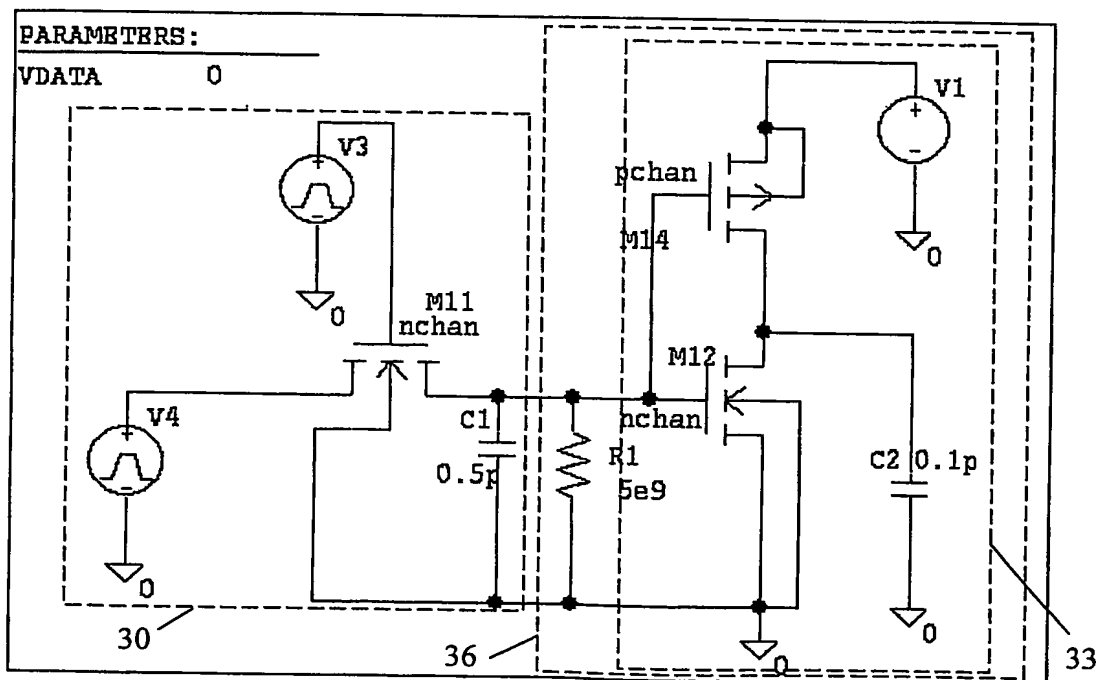 PARAMETERS:
VDATA 0
V1
V3
pchan
M14
0
0
M11
nchan
M12
V4
C1
nchan
0.5p
R1
5e9
C2 0.1p
0
0
0
30
36
33